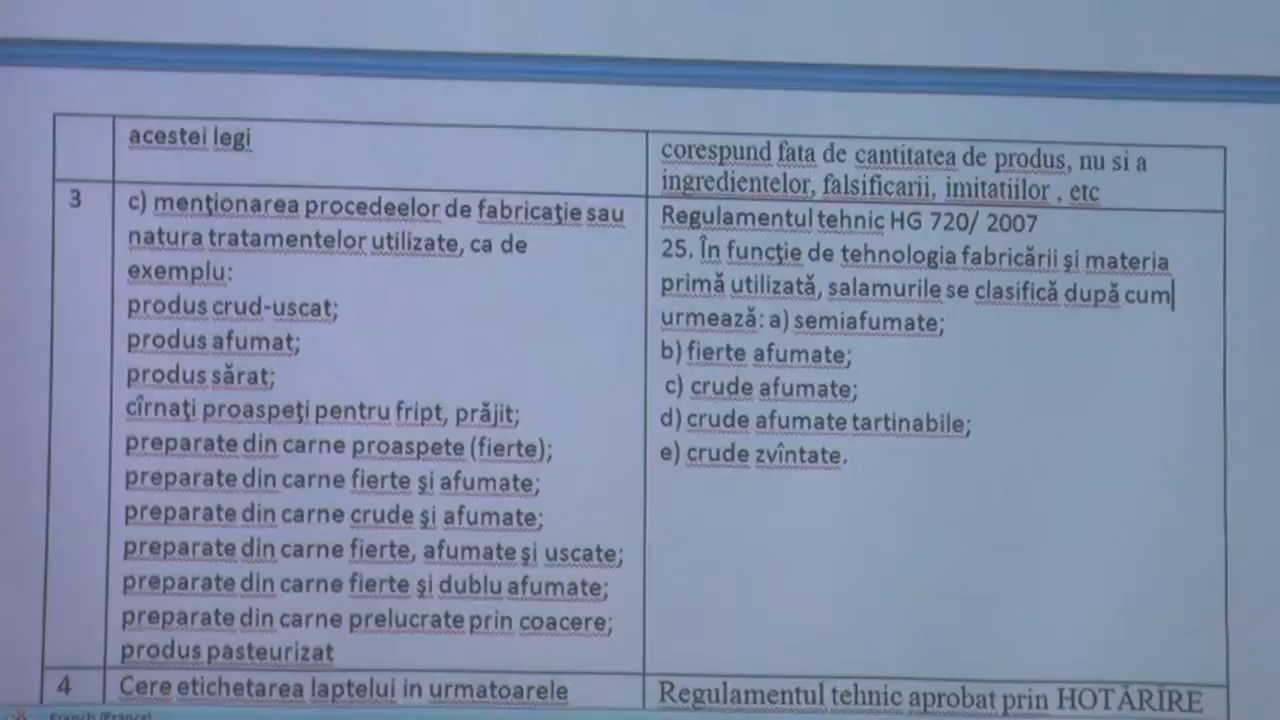 acestei legi
corespund fata de cantitatea de produs, nu si a
ingredientelor, falsificarii, imitatiilor , etc
3
c) menţionarea procedeelor de fabricaţie sau
natura tratamentelor utilizate, ca de
exemplu:
produs crud-uscat;
produs afumat;
produs sărat;
cîrnaţi proaspeţi pentru fript, prăjit;
preparate din carne proaspete (fierte);
preparate din carne fierte şi afumate;
preparate din carne crude şi afumate;
preparate din carne fierte, afumate şi uscate;
preparate din carne fierte şi dublu afumate;
preparate din carne prelucrate prin coacere;
produs pasteurizat
Regulamentul tehnic HG 720/ 2007
25. În funcţie de tehnologia fabricării şi materia
primă utilizată, salamurile se clasifică după cum
urmează: a) semiafumate;
b) fierte afumate;
c) crude afumate;
d) crude afumate tartinabile;
e) crude zvîntate.
4
Cere etichetarea laptelui in urmatoarele
Regulamentul tehnic aprobat prin HOTĂRÎRE
French (France)